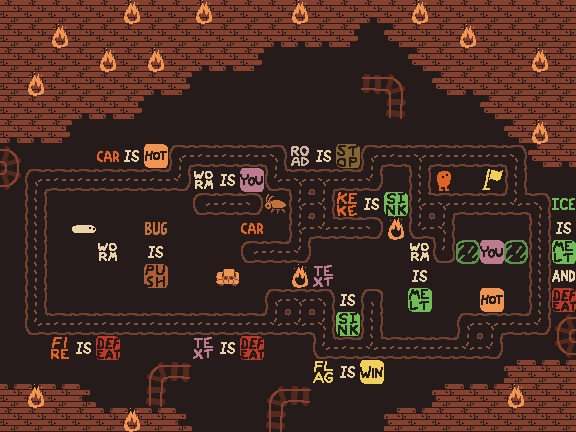 CAR IS HOT
ROAD IS STOP
WORM IS YOU
KEKE IS SINK
ICE
IS
MELT
AND
DEFEAT
BUG
IS
PUSH
WORM
CAR
WORM
IS
MELT
YOU
HOT
TEXT
IS
SINK
FIRE IS DEFEAT
TEXT IS DEFEAT
FLAG IS WIN